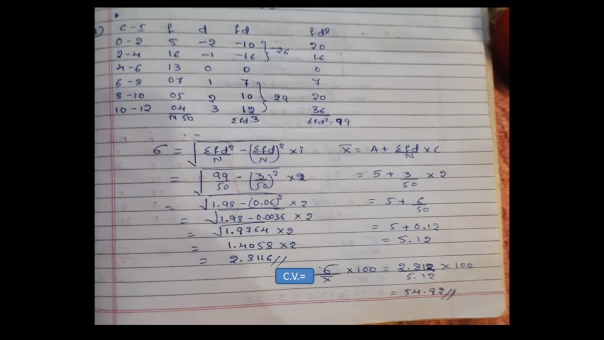 C-I f d fd fd²
0-2 5 -2 -10 20
2-4 16 -1 -16 } -26 16
4-6 13 0 0 0
6-8 07 1 7 7
8-10 05 2 10 } 29 20
10-12 04 3 12 36
N 50 Σfd 3 Σfd² = 99
σ = √Σfd²/N - (Σfd/N)² × i X̄ = A + Σfd/N × c
= √99/50 - (3/50)² × 2 = 5 + 3/50 × 2
= √1.98 - (0.06)² × 2 = 5 + 6/50
= √1.98 - 0.0036 × 2 = 5 + 0.12
= √1.9764 × 2 = 5.12
= 1.4058 × 2
= 2.8116//
C.V.= σ/x × 100 = 2.812/5.12 × 100
= 54.92//